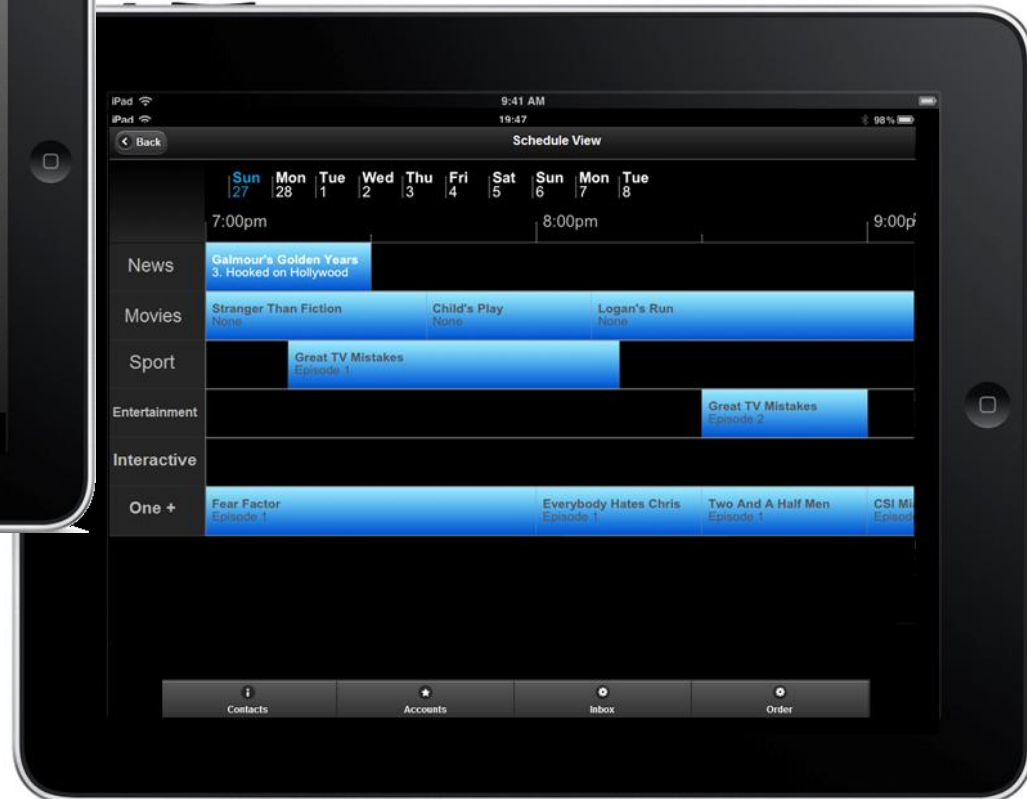 iPad 9:41 AM
iPad 19:47 98%
Back Schedule View
Sun Mon Tue Wed Thu Fri Sat Sun Mon Tue
27 28 1 2 3 4 5 6 7 8
7:00pm 8:00pm 9:00p
News
Galmour's Golden Years
3. Hooked on Hollywood
Movies
Stranger Than Fiction Child's Play Logan's Run
None None None
Sport
Great TV Mistakes
Episode 1
Entertainment
Great TV Mistakes
Episode 2
Interactive
One +
Fear Factor Everybody Hates Chris Two And A Half Men CSI Mi
Episode 1 Episode 1 Episode 1 Episod
Contacts Accounts Inbox Order